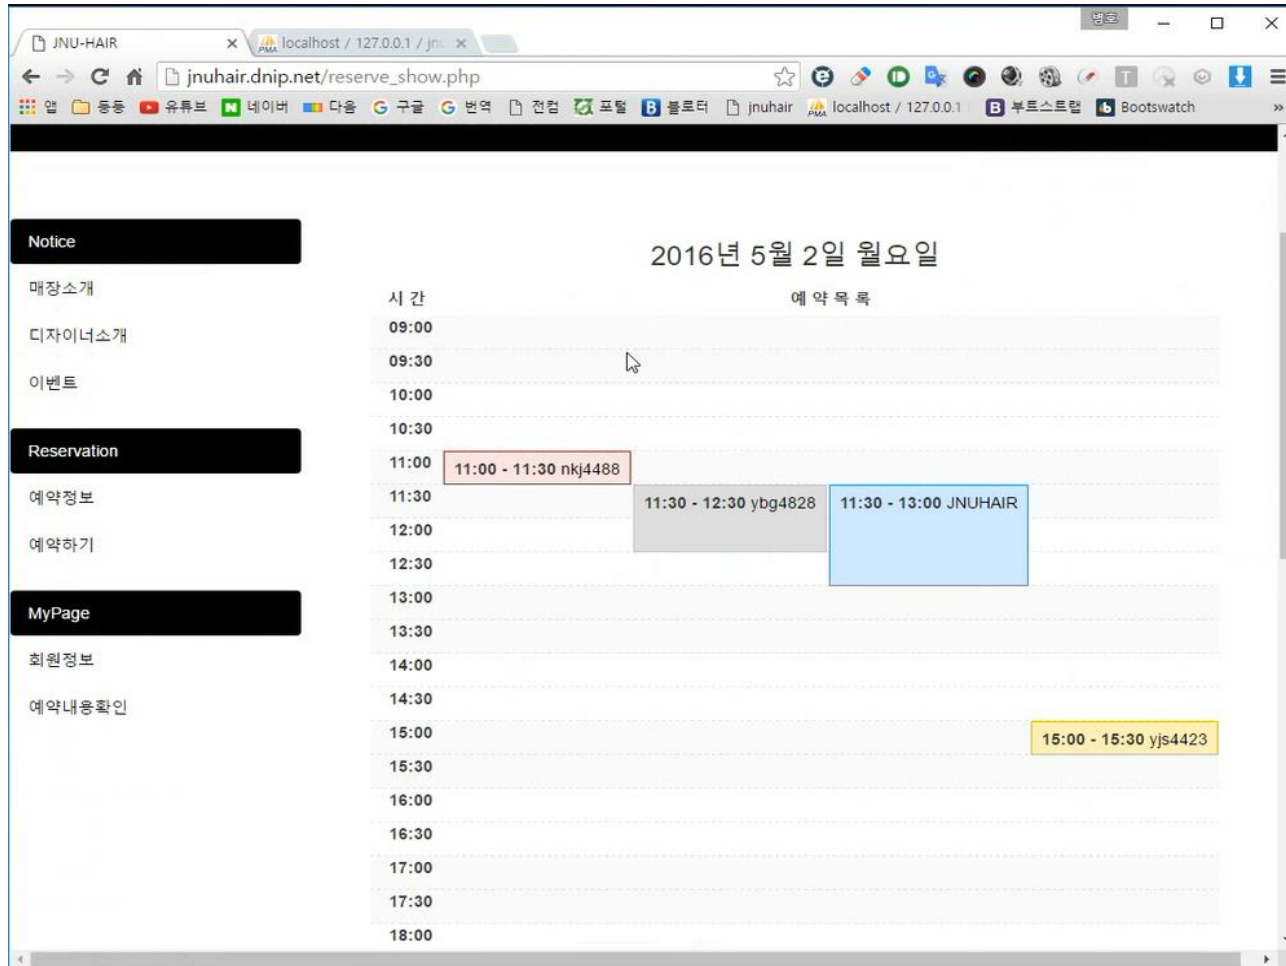 병호
JNU-HAIR
localhost / 127.0.0.1 / jn
jnuhair.dnip.net/reserve_show.php
앱 둥둥 유튜브 네이버 다음 구글 번역 전컴 포털 블로터 jnuhair localhost / 127.0.0.1 부트스트랩 Bootswatch »
Notice
매장소개
디자이너소개
이벤트
Reservation
예약정보
예약하기
MyPage
회원정보
예약내용확인
2016년 5월 2일 월요일
시 간 예 약 목 록
09:00
09:30
10:00
10:30
11:00 11:00 - 11:30 nkj4488
11:30 11:30 - 12:30 ybg4828 11:30 - 13:00 JNUHAIR
12:00
12:30
13:00
13:30
14:00
14:30
15:00 15:00 - 15:30 yjs4423
15:30
16:00
16:30
17:00
17:30
18:00